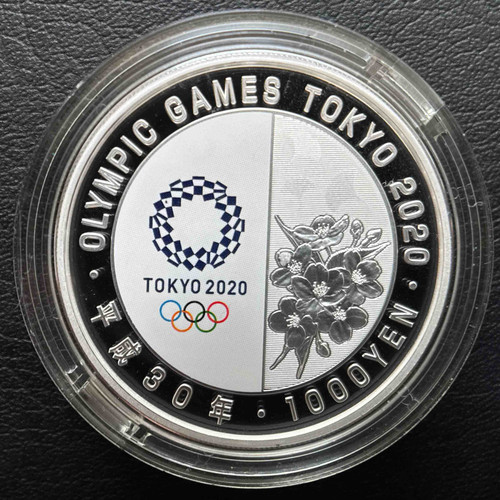 OLYMPIC GAMES TOKYO 2020
TOKYO 2020
平成30年・1000YEN